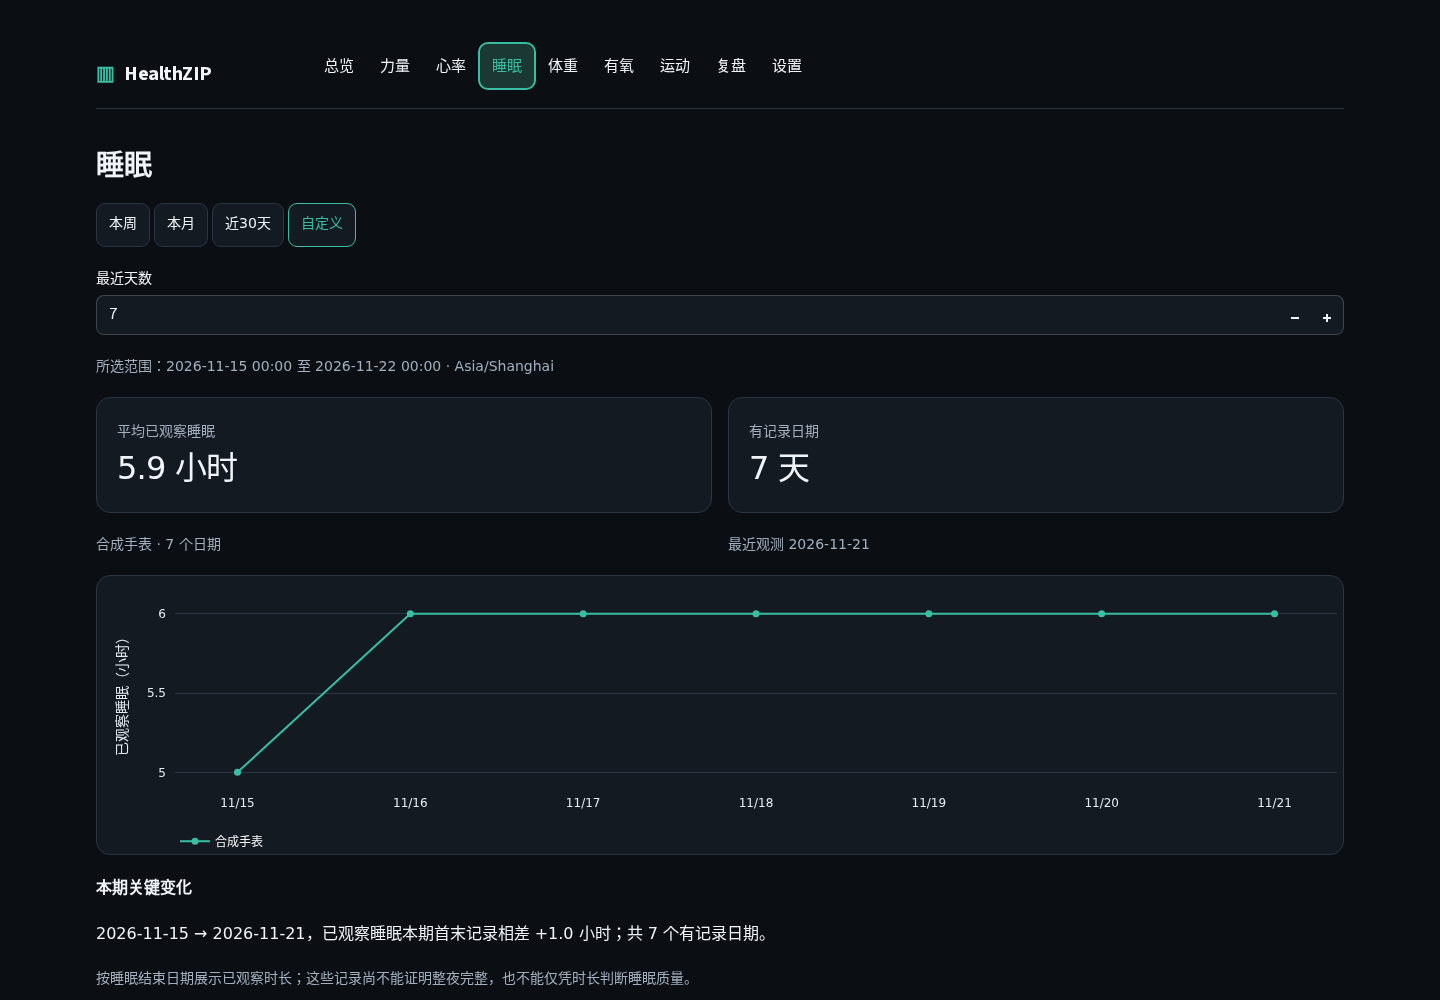 HealthZIP
总览 力量 心率 睡眠 体重 有氧 运动 复盘 设置
睡眠
本周 本月 近30天 自定义
最近天数
7
所选范围：2026-11-15 00:00 至 2026-11-22 00:00 · Asia/Shanghai
平均已观察睡眠
5.9 小时
有记录日期
7 天
合成手表 · 7 个日期
最近观测 2026-11-21
已观察睡眠（小时）
6
5.5
5
11/15 11/16 11/17 11/18 11/19 11/20 11/21
合成手表
本期关键变化
2026-11-15 → 2026-11-21，已观察睡眠本期首末记录相差 +1.0 小时；共 7 个有记录日期。
按睡眠结束日期展示已观察时长；这些记录尚不能证明整夜完整，也不能仅凭时长判断睡眠质量。